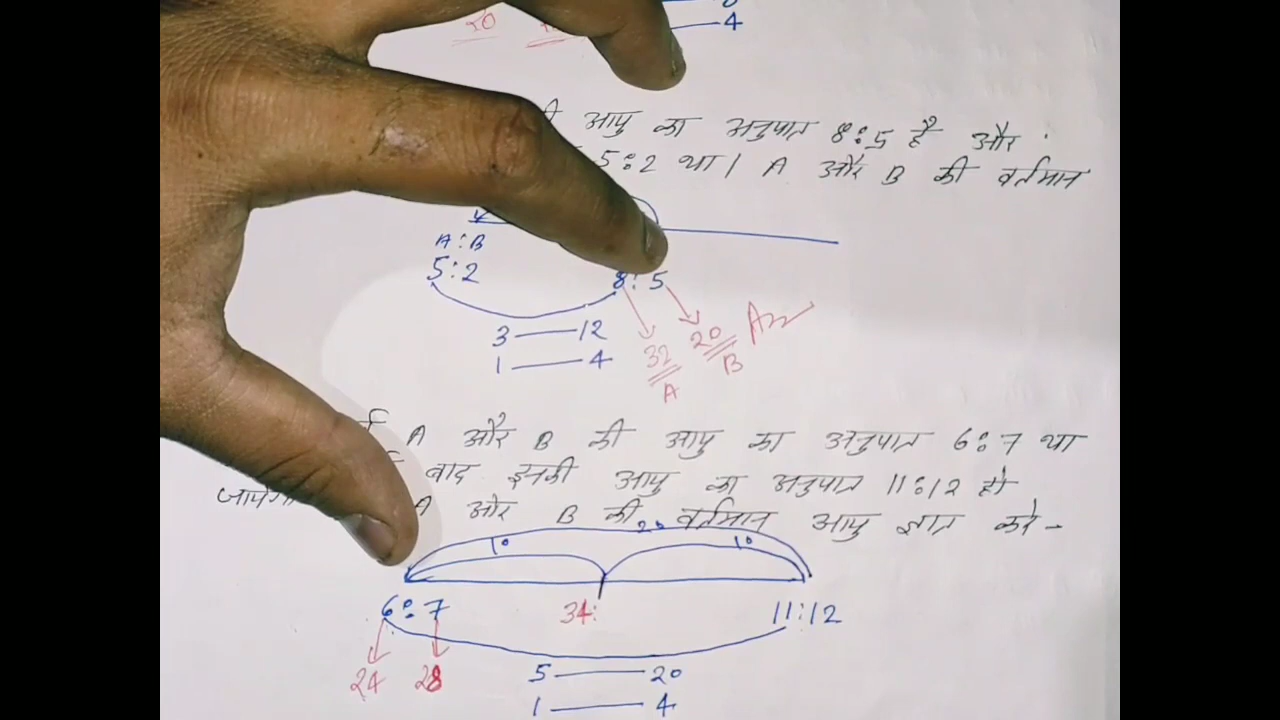 20
4
आयु का अनुपात 8:5 है और
5:2 था। A और B की वर्तमान
A:B
5:2 8:5
3 — 12
1 — 4
32 20 Ans
A B
A और B की आयु का अनुपात 6:7 था
बाद इनकी आयु का अनुपात 11:12 हो
जायेगा A और B की वर्तमान आयु ज्ञात करे -
20
10 10
6:7 34: 11:12
24 28
5 — 20
1 — 4